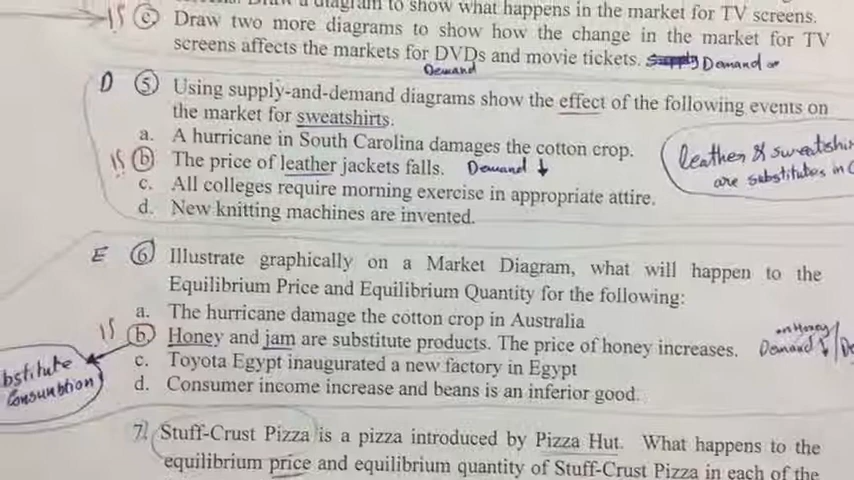 a diagram to show what happens in the market for TV screens.
c Draw two more diagrams to show how the change in the market for TV
screens affects the markets for DVDs and movie tickets. Supply Demand or
Demand
D 5 Using supply-and-demand diagrams show the effect of the following events on
the market for sweatshirts.
a. A hurricane in South Carolina damages the cotton crop.
b The price of leather jackets falls. Demand ↓
leather & sweatshir
are substitutes in C
c. All colleges require morning exercise in appropriate attire.
d. New knitting machines are invented.
E 6 Illustrate graphically on a Market Diagram, what will happen to the
Equilibrium Price and Equilibrium Quantity for the following:
a. The hurricane damage the cotton crop in Australia
b. Honey and jam are substitute products. The price of honey increases.
on Honey
Demand ↓ / De
bstitute
Consumbtion
c. Toyota Egypt inaugurated a new factory in Egypt
d. Consumer income increase and beans is an inferior good.
7. Stuff-Crust Pizza is a pizza introduced by Pizza Hut. What happens to the
equilibrium price and equilibrium quantity of Stuff-Crust Pizza in each of the